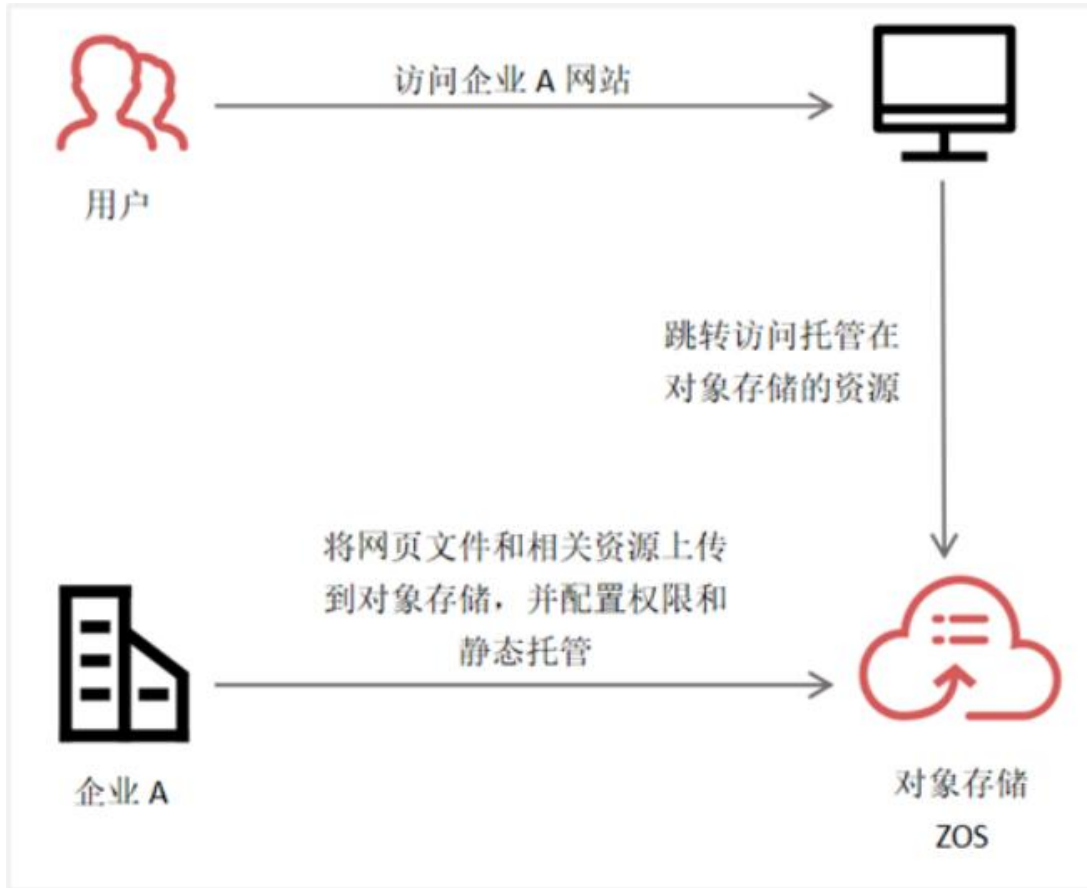 访问企业 A 网站
用户
跳转访问托管在
对象存储的资源
将网页文件和相关资源上传
到对象存储，并配置权限和
静态托管
企业 A
对象存储
ZOS